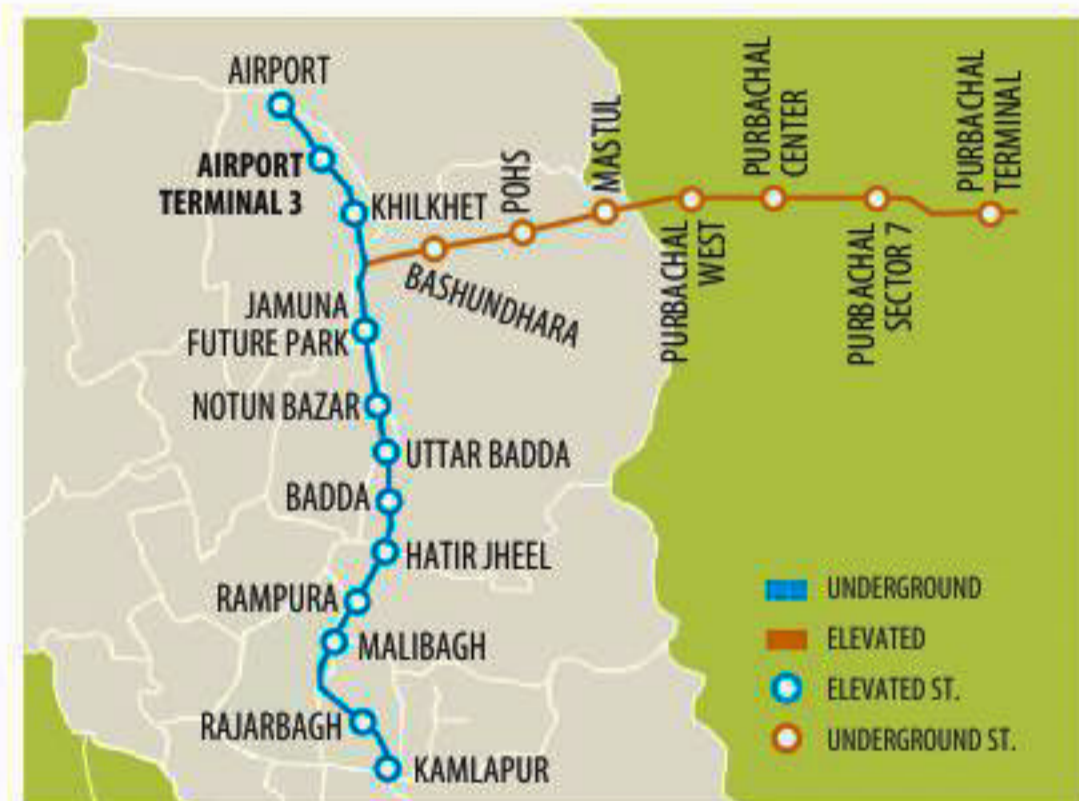 AIRPORT
AIRPORT
TERMINAL 3
KHILKHET
BASHUNDHARA
POHS
MASTUL
PURBACHAL
WEST
PURBACHAL
CENTER
PURBACHAL
SECTOR 7
PURBACHAL
TERMINAL
JAMUNA
FUTURE PARK
NOTUN BAZAR
UTTAR BADDA
BADDA
HATIR JHEEL
RAMPURA
MALIBAGH
RAJARBAGH
KAMLAPUR
UNDERGROUND
ELEVATED
ELEVATED ST.
UNDERGROUND ST.